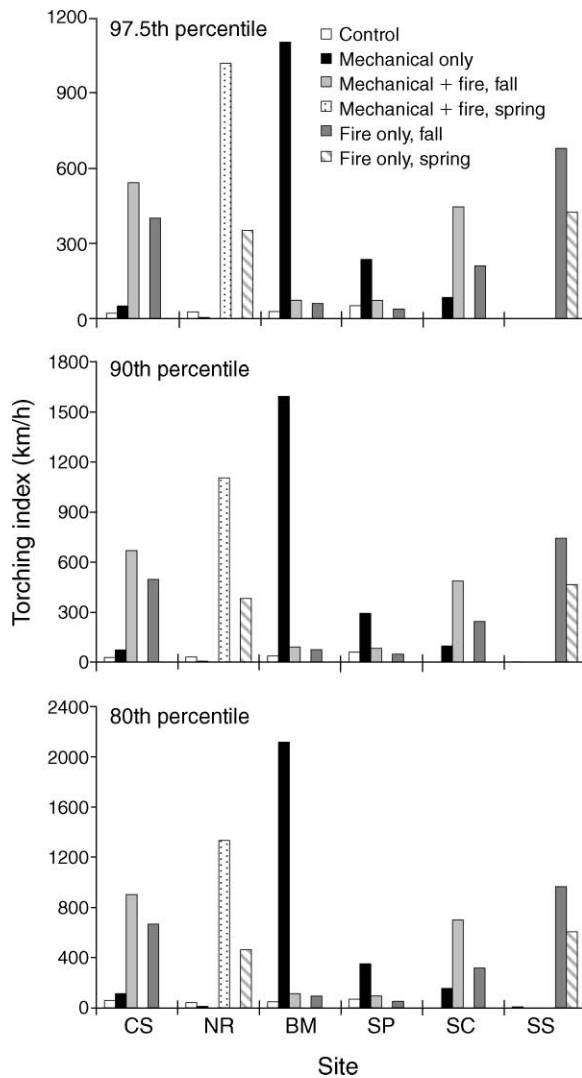 97.5th percentile
Control
Mechanical only
Mechanical + fire, fall
Mechanical + fire, spring
Fire only, fall
Fire only, spring
1200
900
600
300
0
90th percentile
1800
1500
1200
900
600
300
0
Torching index (km/h)
80th percentile
2400
2000
1600
1200
800
400
0
CS NR BM SP SC SS
Site